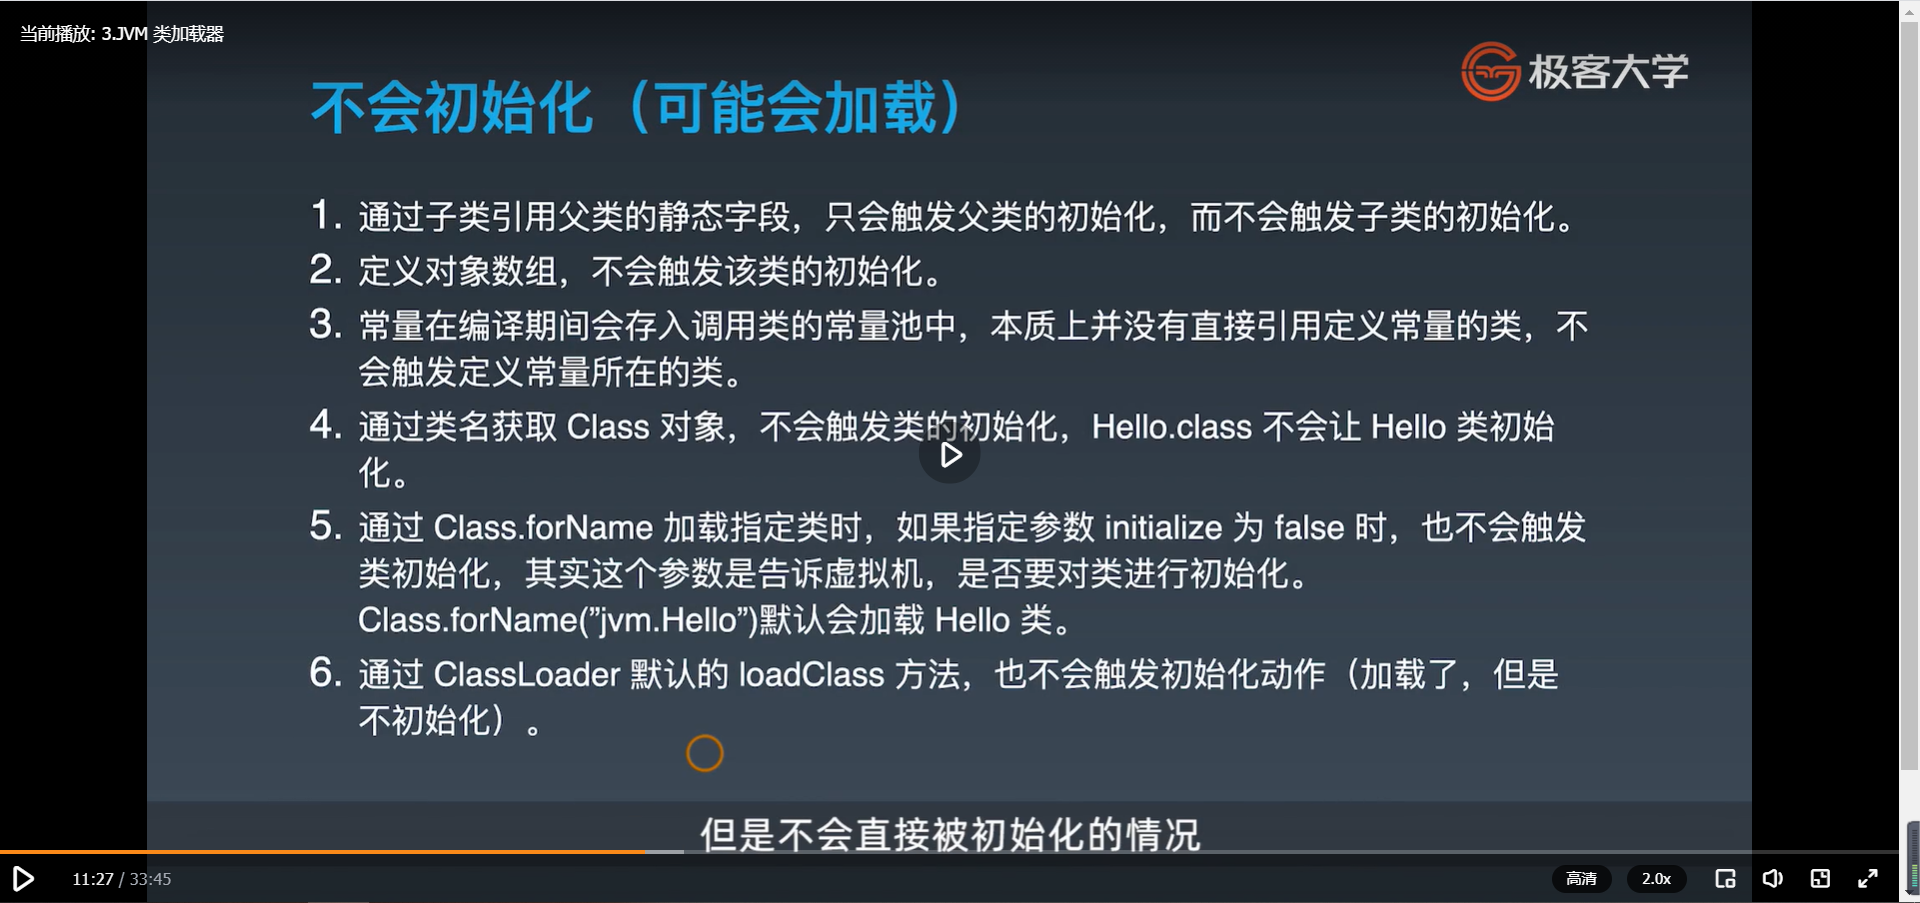 当前播放: 3.JVM 类加载器
极客大学
不会初始化（可能会加载）
1. 通过子类引用父类的静态字段，只会触发父类的初始化，而不会触发子类的初始化。
2. 定义对象数组，不会触发该类的初始化。
3. 常量在编译期间会存入调用类的常量池中，本质上并没有直接引用定义常量的类，不
会触发定义常量所在的类。
4. 通过类名获取 Class 对象，不会触发类的初始化，Hello.class 不会让 Hello 类初始
化。
5. 通过 Class.forName 加载指定类时，如果指定参数 initialize 为 false 时，也不会触发
类初始化，其实这个参数是告诉虚拟机，是否要对类进行初始化。
Class.forName(”jvm.Hello”)默认会加载 Hello 类。
6. 通过 ClassLoader 默认的 loadClass 方法，也不会触发初始化动作（加载了，但是
不初始化）。
但是不会直接被初始化的情况
11:27 / 33:45
高清
2.0x